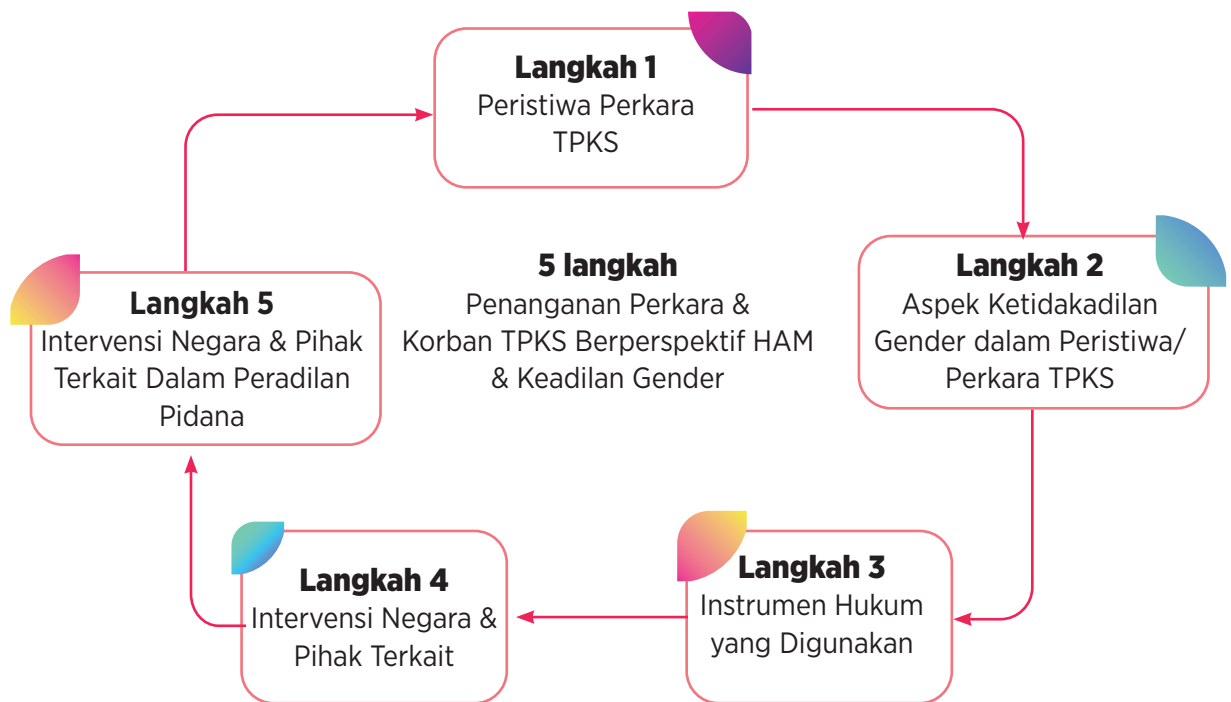 Langkah 1
Peristiwa Perkara
TPKS
5 langkah
Penanganan Perkara &
Korban TPKS Berperspektif HAM
& Keadilan Gender
Langkah 2
Aspek Ketidakadilan
Gender dalam Peristiwa/
Perkara TPKS
Langkah 3
Instrumen Hukum
yang Digunakan
Langkah 4
Intervensi Negara &
Pihak Terkait
Langkah 5
Intervensi Negara & Pihak
Terkait Dalam Peradilan
Pidana